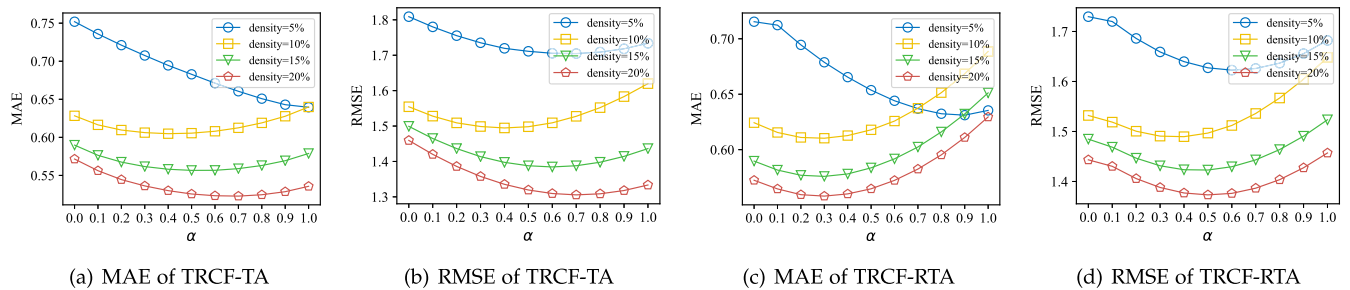 MAE
0.75
0.70
0.65
0.60
0.55
density=5%
density=10%
density=15%
density=20%
0.0 0.1 0.2 0.3 0.4 0.5 0.6 0.7 0.8 0.9 1.0
α
(a) MAE of TRCF-TA
RMSE
1.8
1.7
1.6
1.5
1.4
1.3
density=5%
density=10%
density=15%
density=20%
0.0 0.1 0.2 0.3 0.4 0.5 0.6 0.7 0.8 0.9 1.0
α
(b) RMSE of TRCF-TA
MAE
0.70
0.65
0.60
density=5%
density=10%
density=15%
density=20%
0.0 0.1 0.2 0.3 0.4 0.5 0.6 0.7 0.8 0.9 1.0
α
(c) MAE of TRCF-RTA
RMSE
1.7
1.6
1.5
1.4
density=5%
density=10%
density=15%
density=20%
0.0 0.1 0.2 0.3 0.4 0.5 0.6 0.7 0.8 0.9 1.0
α
(d) RMSE of TRCF-RTA